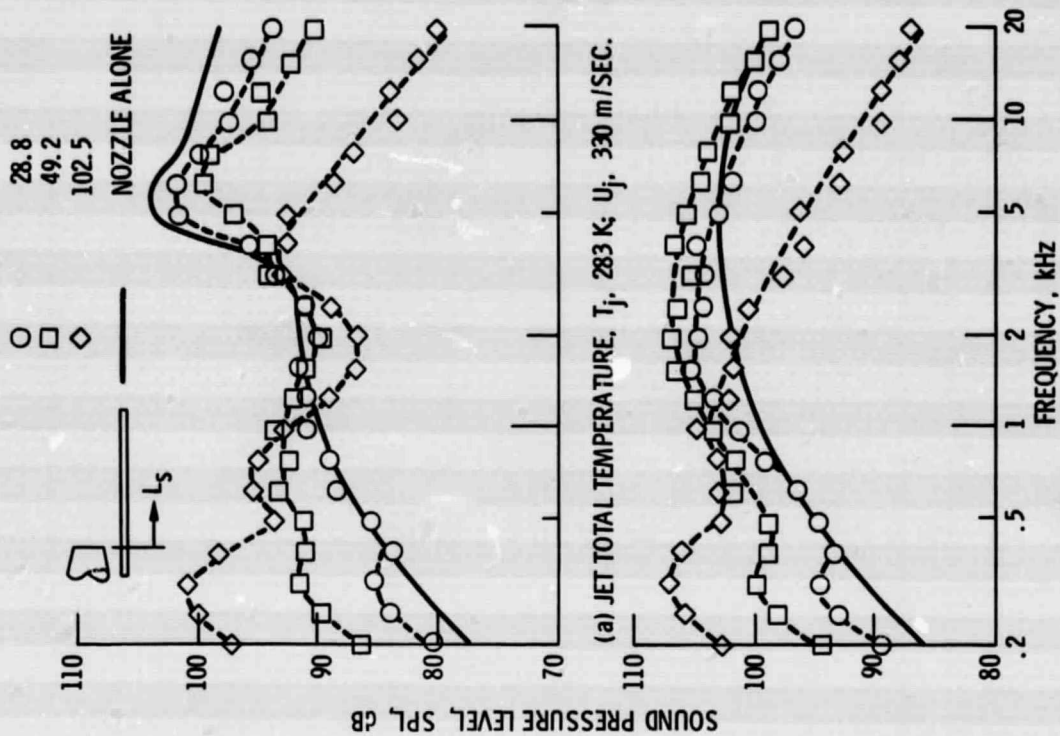 28.8
49.2
102.5
NOZZLE ALONE
l_s
110
100
90
80
70
(a) JET TOTAL TEMPERATURE, T_j, 283 K; U_j, 330 m/SEC.
110
100
90
80
SOUND PRESSURE LEVEL, SPL dB
.2 .5 1 2 5 10 20
FREQUENCY, kHz